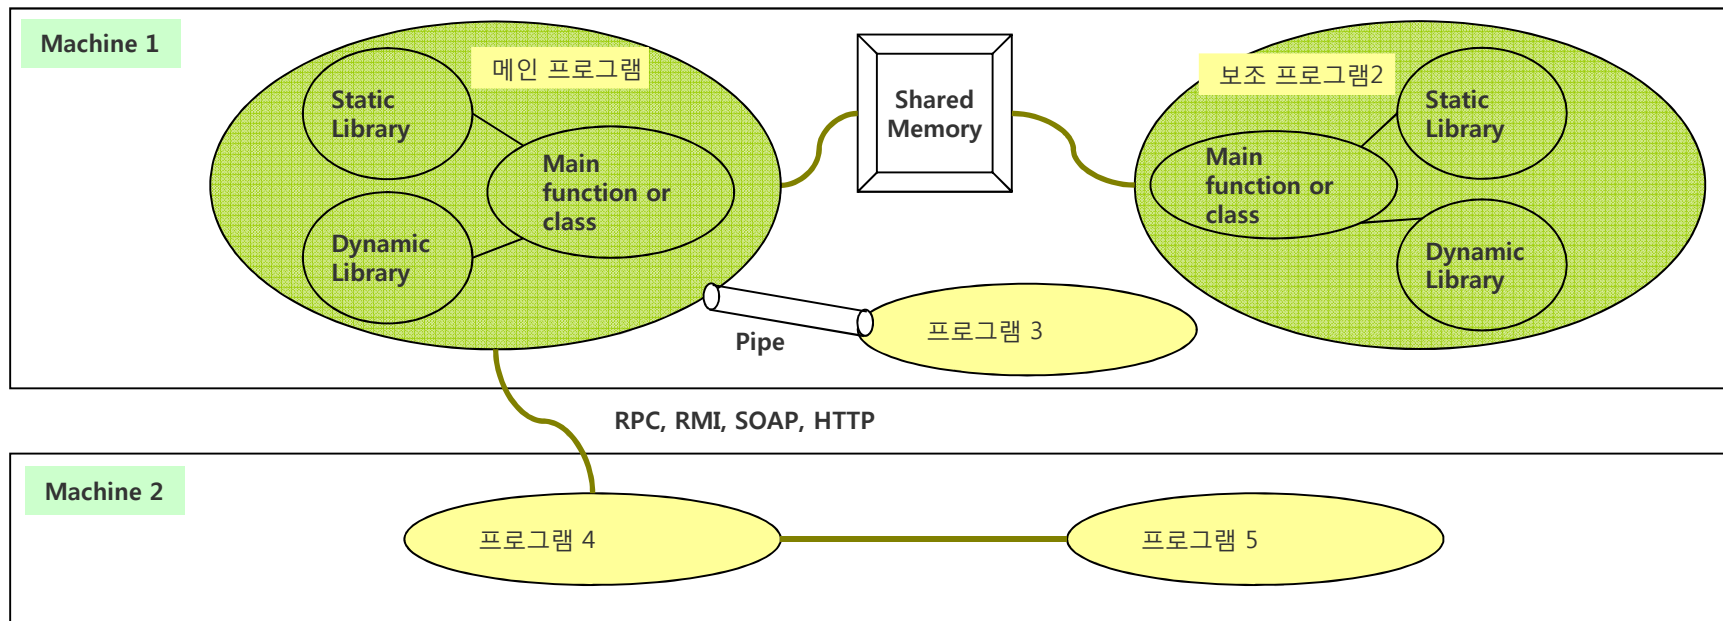 Machine 1
메인 프로그램
Static
Library
Main
function or
class
Dynamic
Library
Shared
Memory
보조 프로그램2
Static
Library
Main
function or
class
Dynamic
Library
Pipe
프로그램 3
RPC, RMI, SOAP, HTTP
Machine 2
프로그램 4
프로그램 5